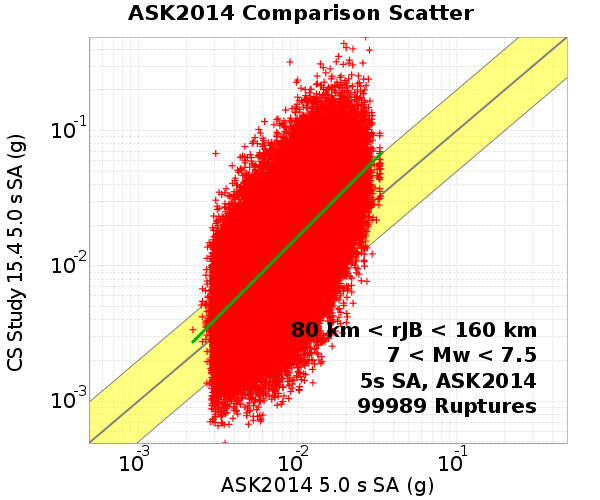 ASK2014 Comparison Scatter
CS Study 15.4 5.0 s SA (g)
10-1
10-2
10-3
80 km < rJB < 160 km
7 < Mw < 7.5
5s SA, ASK2014
99989 Ruptures
10-3 10-2 10-1
ASK2014 5.0 s SA (g)